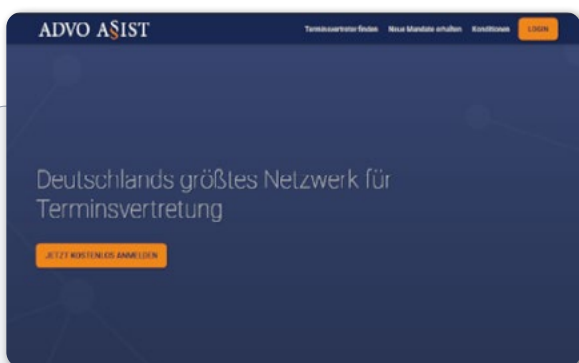 ADVO A§IST
Terminsvertreter finden Neue Mandate erhalten Konditionen LOGIN
Deutschlands größtes Netzwerk für
Terminsvertretung
JETZT KOSTENLOS ANMELDEN